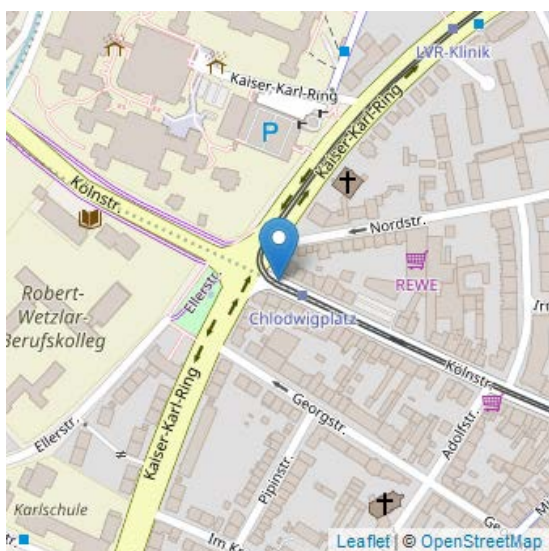 LVR-Klinik
Kaiser-Karl-Ring
Kaiser-Karl-Ring
P
Kölnstr.
Nordstr.
Ellerstr.
REWE
Robert-
Wetzlar-
Berufskolleg
Chlodwigplatz
Kölnstr.
Georgstr.
Adolfstr.
Kaiser-Karl-Ring
Ellerstr.
Pipinstr.
Karlschule
Leaflet | © OpenStreetMap